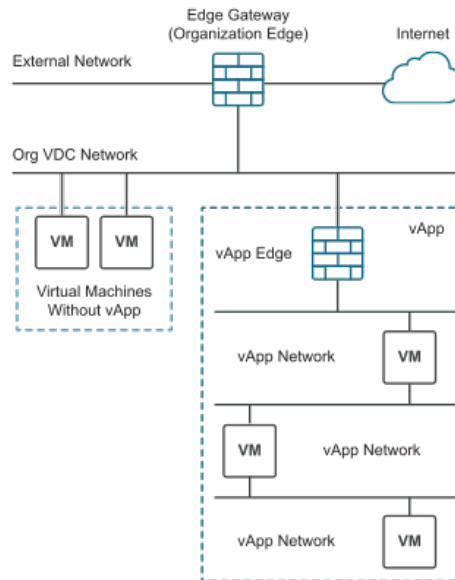 Edge Gateway
(Organization Edge)
Internet
External Network
Org VDC Network
VM
VM
Virtual Machines
Without vApp
vApp
vApp Edge
vApp Network
VM
VM
vApp Network
vApp Network
VM